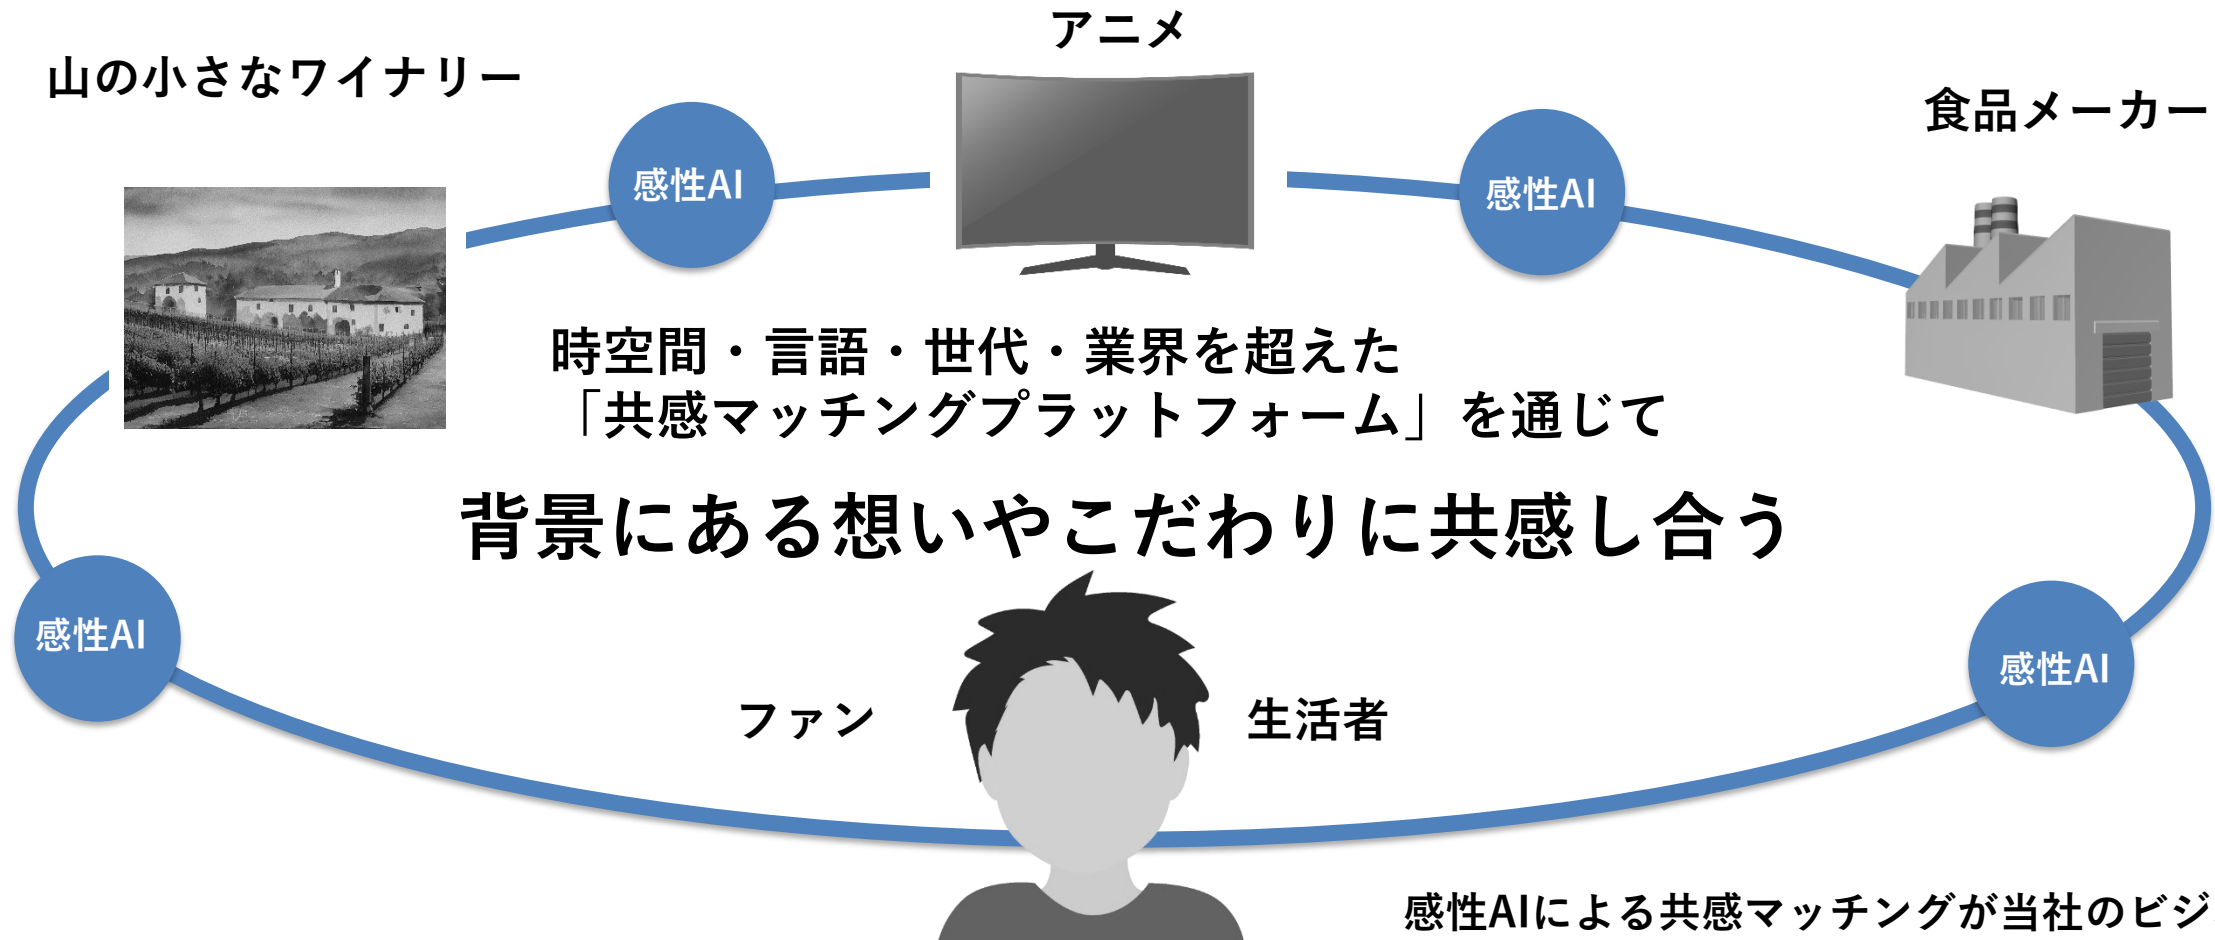 アニメ
山の小さなワイナリー
食品メーカー
感性AI
感性AI
時空間・言語・世代・業界を超えた
「共感マッチングプラットフォーム」を通じて
背景にある想いやこだわりに共感し合う
感性AI
感性AI
ファン
生活者
感性AIによる共感マッチングが当社のビジ